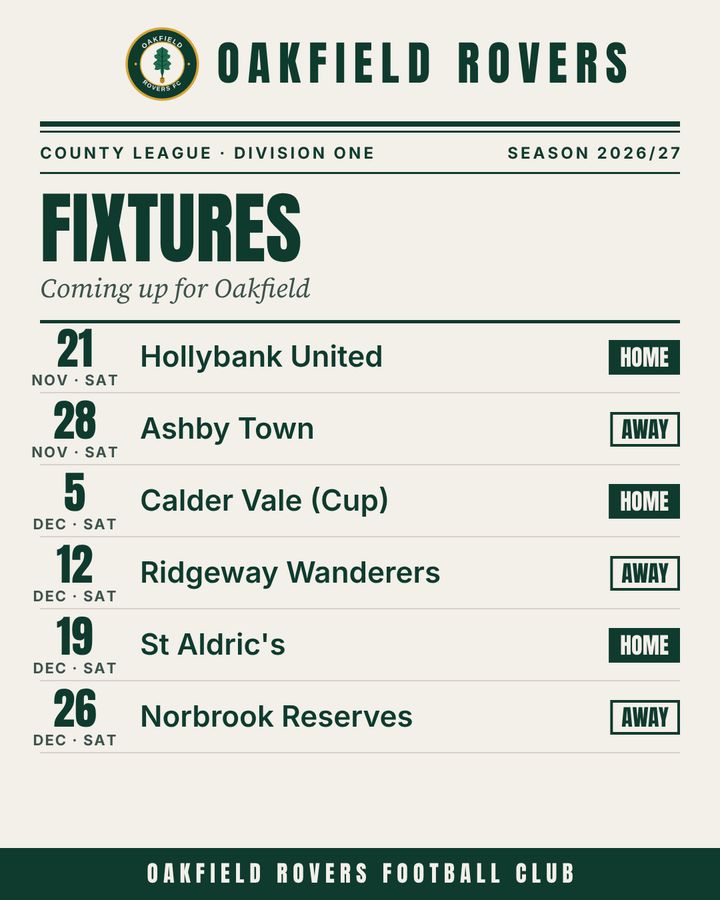 OAKFIELD
ROVERS FC
OAKFIELD ROVERS
COUNTY LEAGUE · DIVISION ONE
SEASON 2026/27
FIXTURES
Coming up for Oakfield
21
NOV · SAT
Hollybank United
HOME
28
NOV · SAT
Ashby Town
AWAY
5
DEC · SAT
Calder Vale (Cup)
HOME
12
DEC · SAT
Ridgeway Wanderers
AWAY
19
DEC · SAT
St Aldric's
HOME
26
DEC · SAT
Norbrook Reserves
AWAY
OAKFIELD ROVERS FOOTBALL CLUB